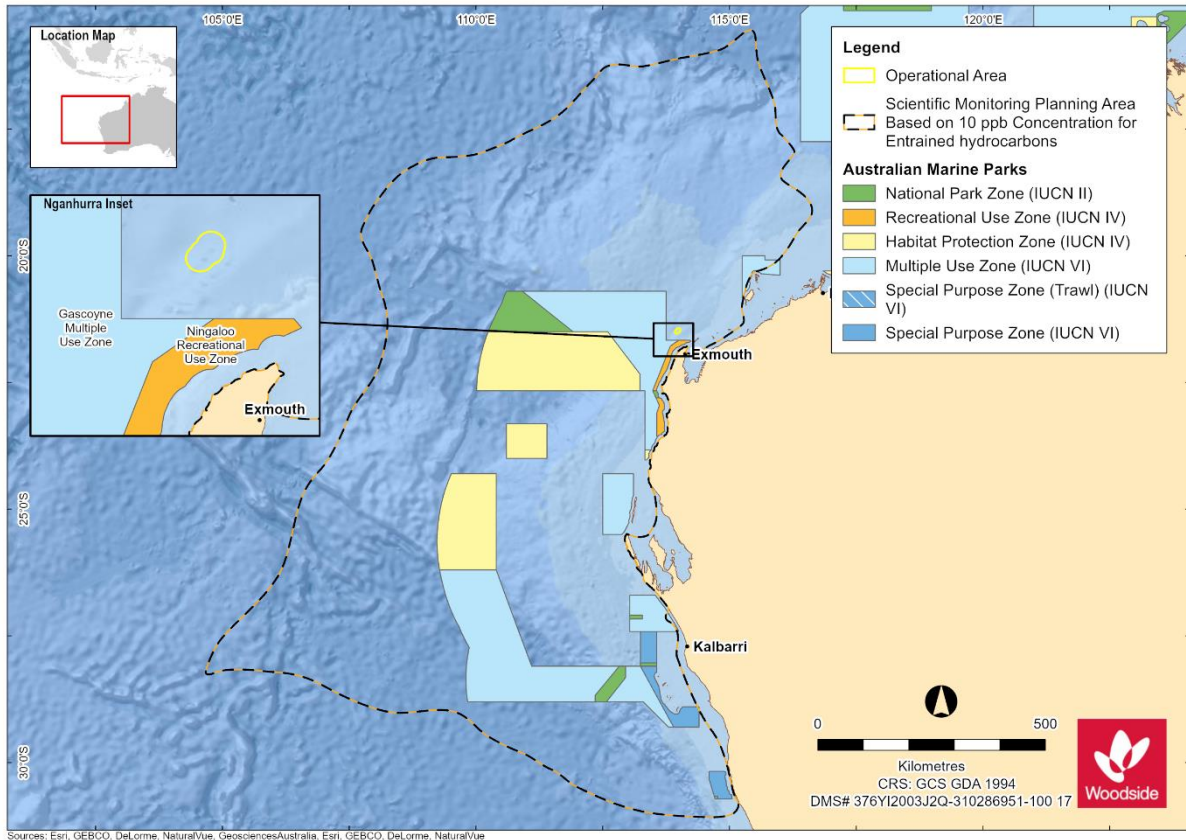 105°0'E
110°0'E
115°0'E
120°0'E
Location Map
Nganhurra Inset
Gascoyne
Multiple
Use Zone
Ningaloo
Recreational
Use Zone
Exmouth
20°0'S
25°0'S
30°0'S
Exmouth
Kalbarri
Legend
Operational Area
Scientific Monitoring Planning Area
Based on 10 ppb Concentration for
Entrained hydrocarbons
Australian Marine Parks
National Park Zone (IUCN II)
Recreational Use Zone (IUCN IV)
Habitat Protection Zone (IUCN IV)
Multiple Use Zone (IUCN VI)
Special Purpose Zone (Trawl) (IUCN
VI)
Special Purpose Zone (IUCN VI)
0
500
Kilometres
CRS: GCS GDA 1994
DMS# 376YI2003J2Q-310286951-100 17
Woodside
Sources: Esri, GEBCO, DeLorme, NaturalVue, GeosciencesAustralia, Esri, GEBCO, DeLorme, NaturalVue